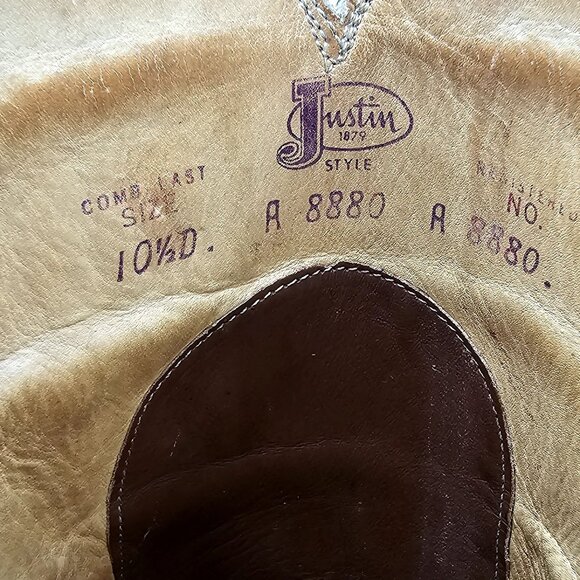 Justin
1879
STYLE
COMB. LAST
SIZE
10½D.
A 8880
REGISTERED
NO.
A 8880.